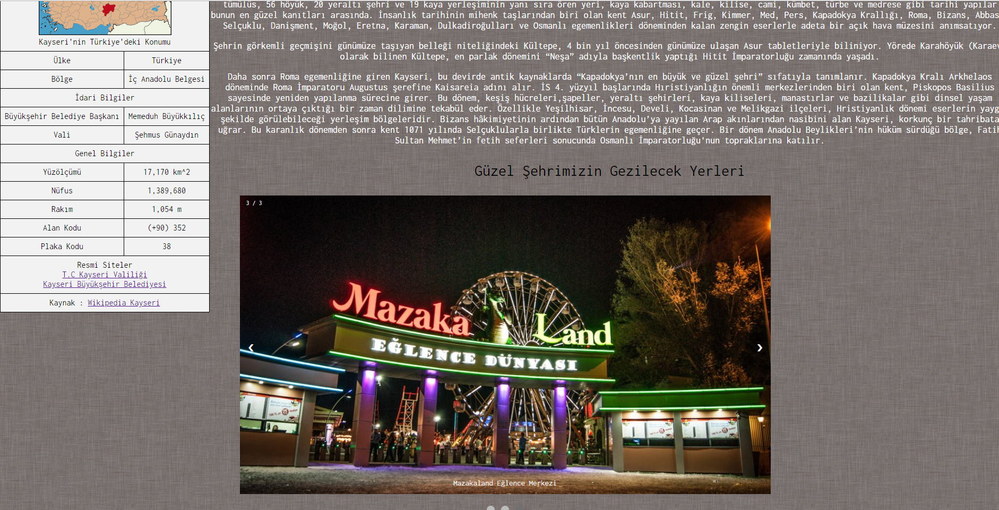 Kayseri'nin Türkiye'deki Konumu
Ülke Türkiye
Bölge İç Anadolu Belgesi
İdari Bilgiler
Büyükşehir Belediye Başkanı Memeduh Büyükkılıç
Vali Şehmus Günaydın
Genel Bilgiler
Yüzölçümü 17,170 km^2
Nüfus 1,389,680
Rakım 1,054 m
Alan Kodu (+90) 352
Plaka Kodu 38
Resmi Siteler
T.C Kayseri Valiliği
Kayseri Büyükşehir Belediyesi
Kaynak : Wikipedia Kayseri
tümülüs, 56 höyük, 20 yeraltı şehri ve 19 kaya yerleşiminin yanı sıra ören yeri, kaya kabartması, kale, kilise, cami, kümbet, türbe ve medrese gibi tarihi yapılar
bunun en güzel kanıtları arasında. İnsanlık tarihinin mihenk taşlarından biri olan kent Asur, Hitit, Frig, Kimmer, Med, Pers, Kapadokya Krallığı, Roma, Bizans, Abbas
Selçuklu, Danişment, Moğol, Eretna, Karaman, Dulkadiroğulları ve Osmanlı egemenlikleri döneminden kalan zengin eserlerle adeta bir açık hava müzesini anımsatıyor.
Şehrin görkemli geçmişini günümüze taşıyan belleği niteliğindeki Kültepe, 4 bin yıl öncesinden günümüze ulaşan Asur tabletleriyle biliniyor. Yörede Karahöyük (Karaev
olarak bilinen Kültepe, en parlak dönemini “Neşa” adıyla başkentlik yaptığı Hitit İmparatorluğu zamanında yaşadı.
Daha sonra Roma egemenliğine giren Kayseri, bu devirde antik kaynaklarda “Kapadokya’nın en büyük ve güzel şehri” sıfatıyla tanımlanır. Kapadokya Kralı Arkhelaos
döneminde Roma İmparatoru Augustus şerefine Kaisareia adını alır. İS 4. yüzyıl başlarında Hıristiyanlığın önemli merkezlerinden biri olan kent, Piskopos Basilius
sayesinde yeniden yapılanma sürecine girer. Bu dönem, keşiş hücreleri,şapeller, yeraltı şehirleri, kaya kiliseleri, manastırlar ve bazilikalar gibi dinsel yaşam
alanlarının ortaya çıktığı bir zaman dilimine tekabül eder. Özellikle Yeşilhisar, İncesu, Develi, Kocasinan ve Melikgazi ilçeleri, Hristiyanlık dönemi eserlerin yayg
şekilde görülebileceği yerleşim bölgeleridir. Bizans hâkimiyetinin ardından bütün Anadolu’ya yayılan Arap akınlarından nasibini alan Kayseri, korkunç bir tahribata
uğrar. Bu karanlık dönemden sonra kent 1071 yılında Selçuklularla birlikte Türklerin egemenliğine geçer. Bir dönem Anadolu Beylikleri’nin hüküm sürdüğü bölge, Fatih
Sultan Mehmet’in fetih seferleri sonucunda Osmanlı İmparatorluğu'nun topraklarına katılır.
Güzel Şehrimizin Gezilecek Yerleri
3 / 3
Mazaka Land
EĞLENCE DÜNYASI
Mazakaland Eğlence Merkezi